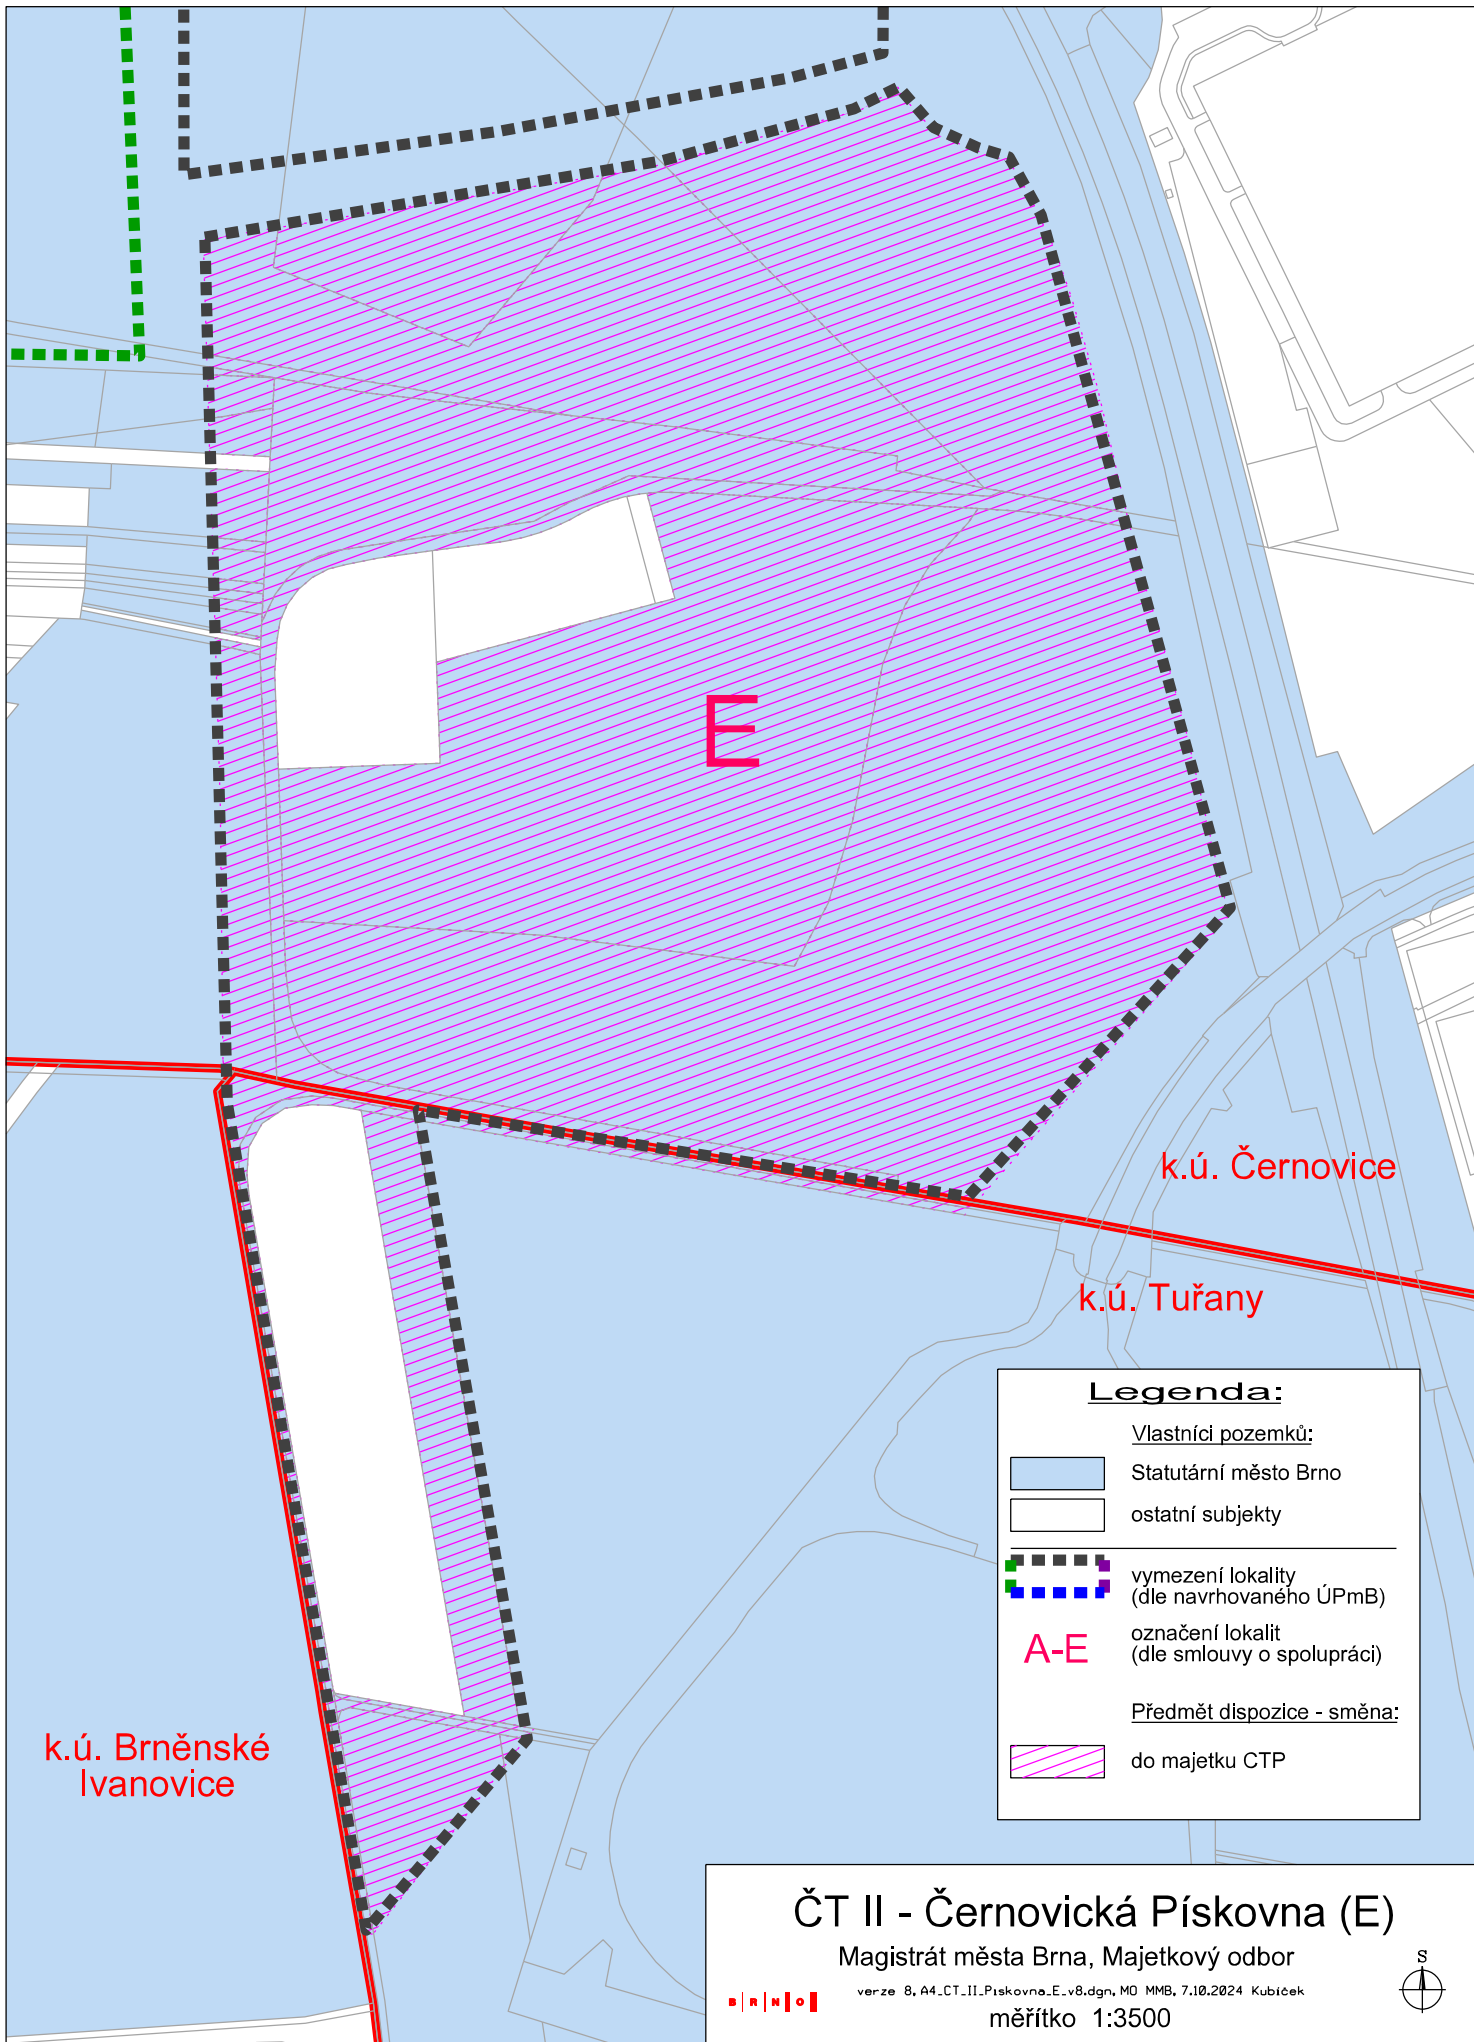 E
k.ú. Černovice
k.ú. Tuřany
k.ú. Brněnské
Ivanovice
Legenda:
Vlastníci pozemků:
Statutární město Brno
ostatní subjekty
vymezení lokality
(dle navrhovaného ÚPmB)
A-E
označení lokalit
(dle smlouvy o spolupráci)
Předmět dispozice - směna:
do majetku CTP
ČT II - Černovická Pískovna (E)
Magistrát města Brna, Majetkový odbor
verze 8, A4_CT_II_Piskovna_E_v8.dgn, MO MMB, 7.10.2024 Kubíček
měřítko 1:3500
B R N O
S